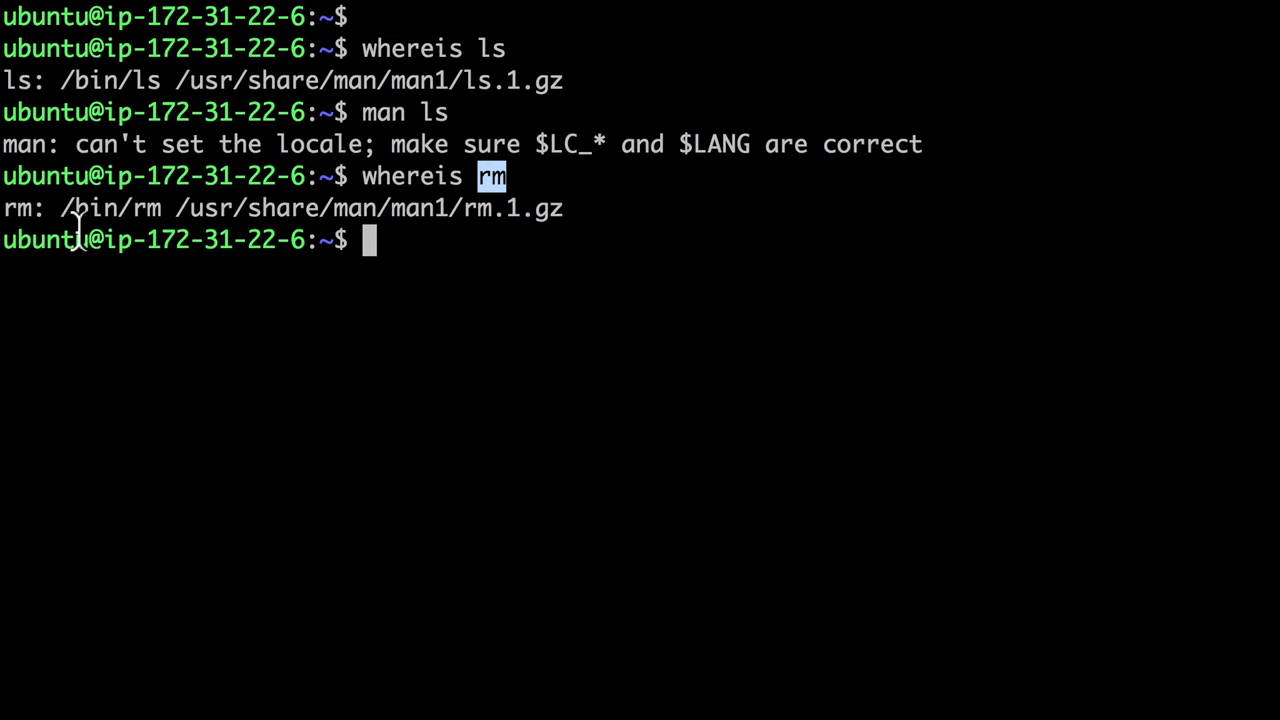 ubuntu@ip-172-31-22-6:~$
ubuntu@ip-172-31-22-6:~$ whereis ls
ls: /bin/ls /usr/share/man/man1/ls.1.gz
ubuntu@ip-172-31-22-6:~$ man ls
man: can't set the locale; make sure $LC_* and $LANG are correct
ubuntu@ip-172-31-22-6:~$ whereis rm
rm: /bin/rm /usr/share/man/man1/rm.1.gz
ubuntu@ip-172-31-22-6:~$